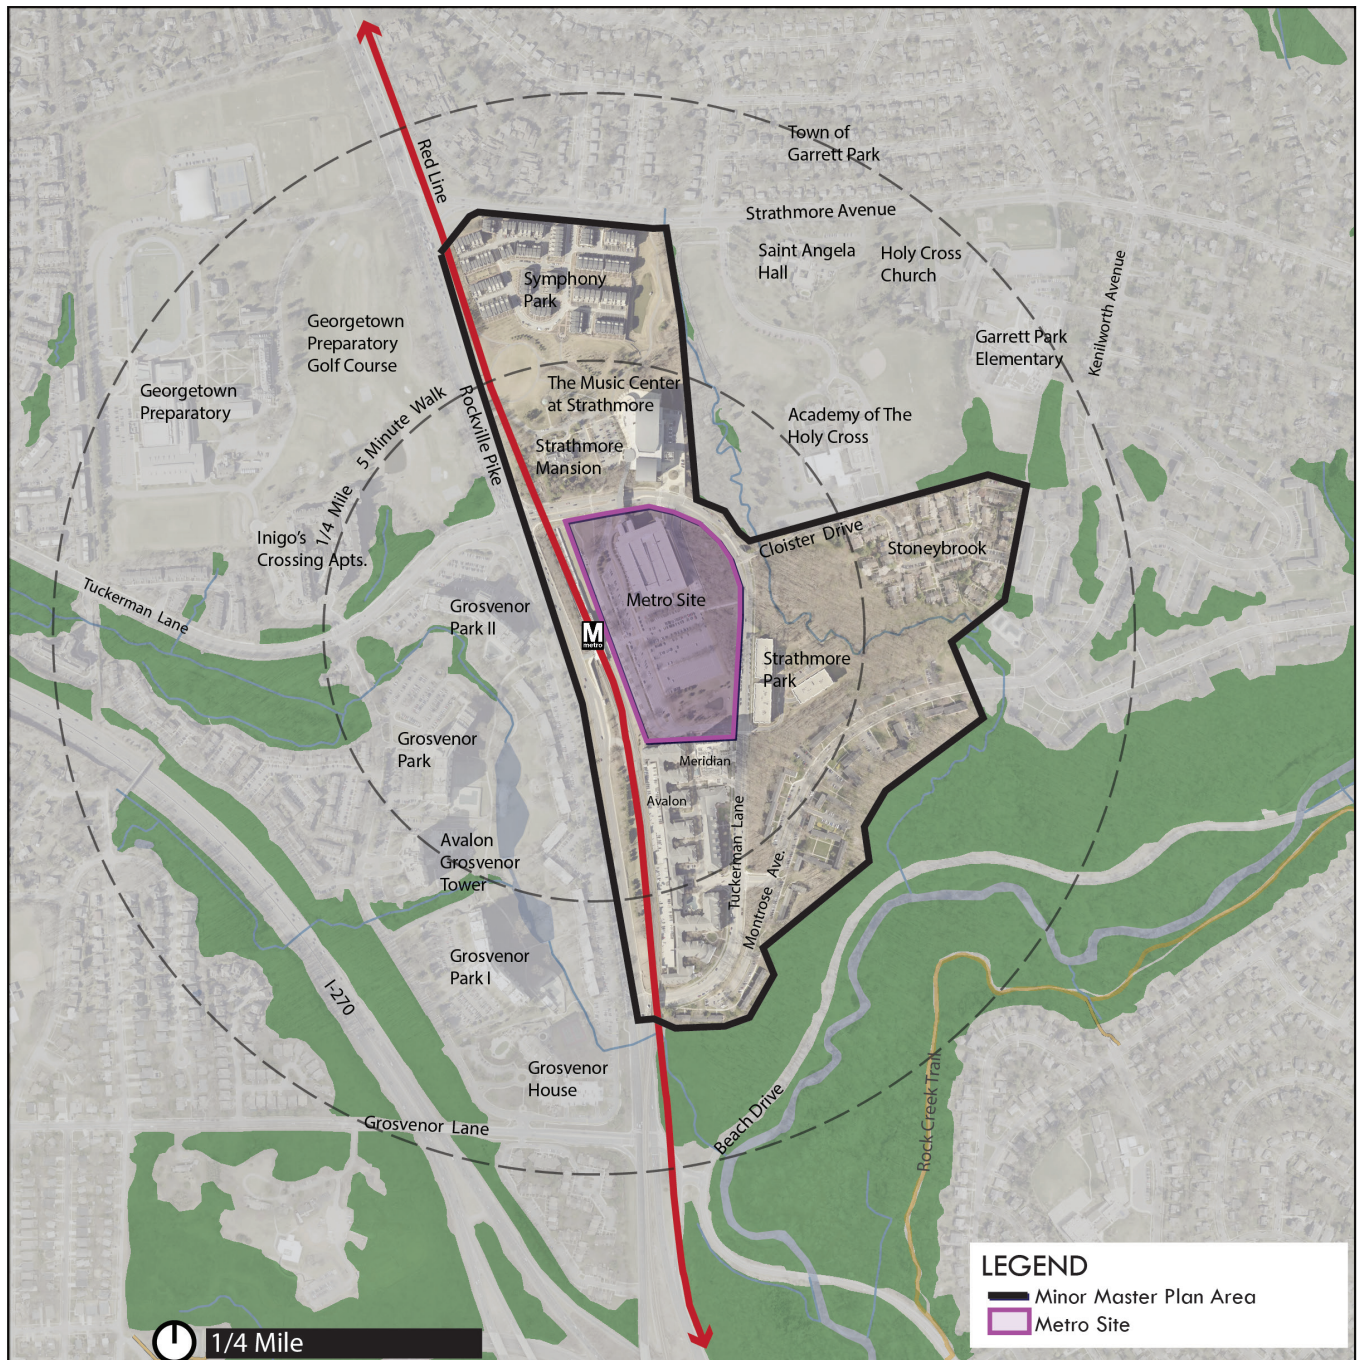 Town of
Garrett Park
Red Line
Strathmore Avenue
Saint Angela
Hall
Holy Cross
Church
Kenilworth Avenue
Symphony
Park
Georgetown
Preparatory
Golf Course
Garrett Park
Elementary
Georgetown
Preparatory
5 Minute Walk
1/4 Mile
Rockville Pike
The Music Center
at Strathmore
Academy of The
Holy Cross
Strathmore
Mansion
Inigo's
Crossing Apts.
Cloister Drive
Stoneybrook
Tuckerman Lane
Grosvenor
Park II
Metro Site
M
metro
Strathmore
Park
Grosvenor
Park
Meridian
Avalon
Tuckerman Lane
Montrose Ave.
Avalon
Grosvenor
Tower
Grosvenor
Park I
I-270
Grosvenor
House
Beach Drive
Rock Creek Trail
Grosvenor Lane
LEGEND
Minor Master Plan Area
Metro Site
1/4 Mile